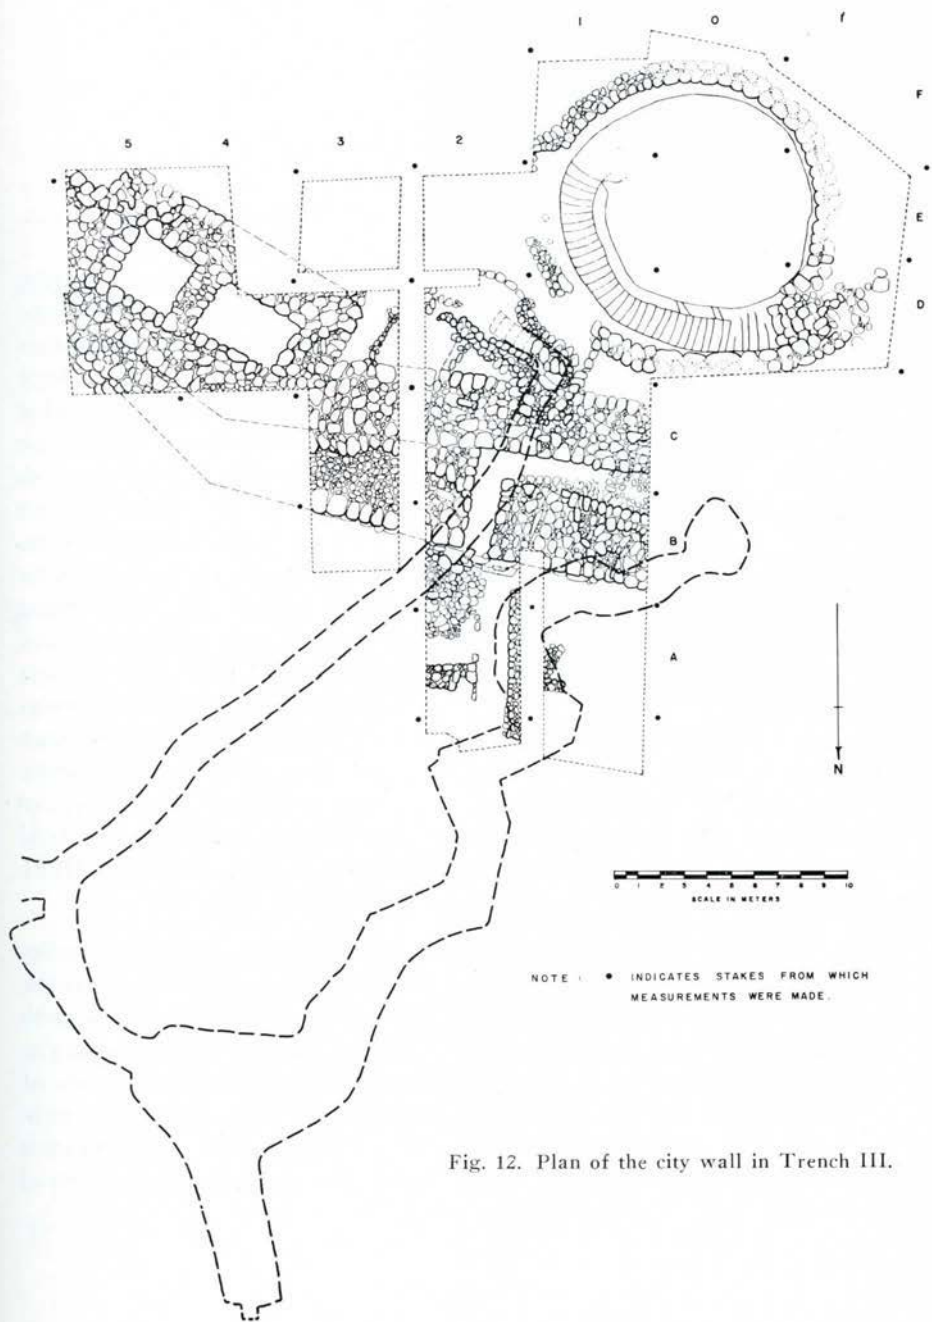 1 0 1'
F
5 4 3 2
E
D
C
B
A
N
0 1 2 3 4 5 6 7 8 9 10
SCALE IN METERS
NOTE : • INDICATES STAKES FROM WHICH
MEASUREMENTS WERE MADE.
Fig. 12. Plan of the city wall in Trench III.